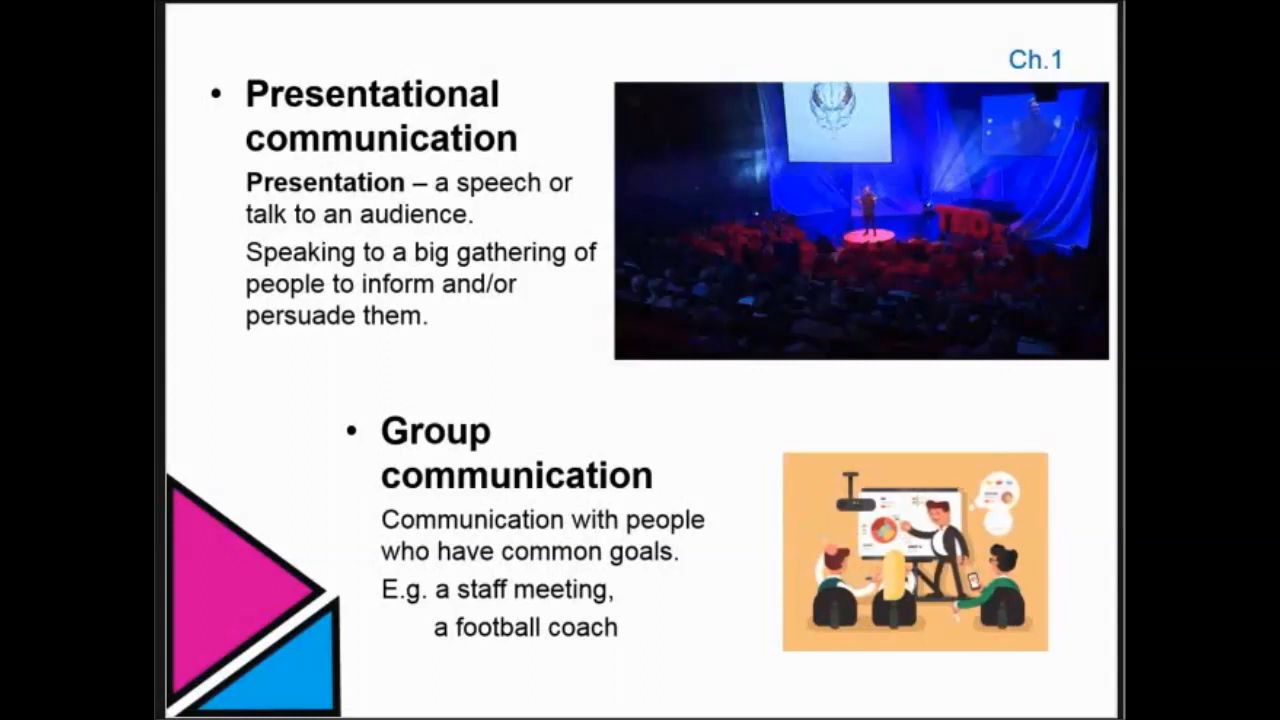 Ch.1
• Presentational
communication
Presentation – a speech or
talk to an audience.
Speaking to a big gathering of
people to inform and/or
persuade them.
TED
• Group
communication
Communication with people
who have common goals.
E.g. a staff meeting,
a football coach